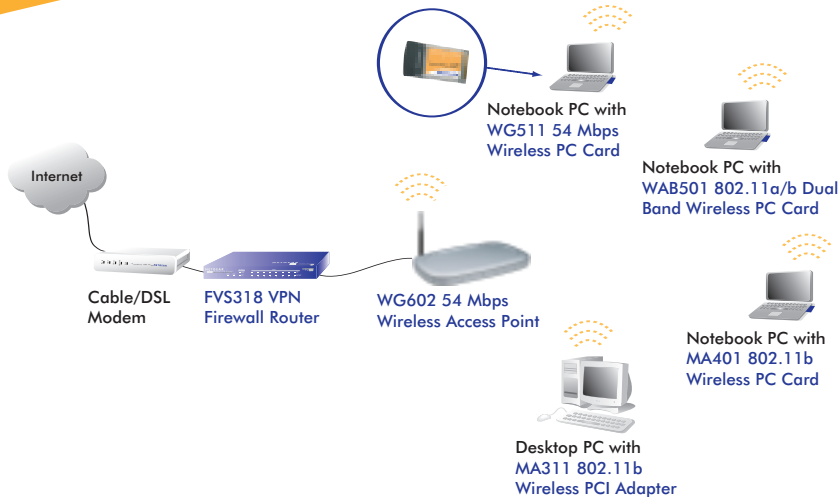 Notebook PC with
WG511 54 Mbps
Wireless PC Card
Notebook PC with
WAB501 802.11a/b Dual
Band Wireless PC Card
Internet
Cable/DSL
Modem
FVS318 VPN
Firewall Router
WG602 54 Mbps
Wireless Access Point
Notebook PC with
MA401 802.11b
Wireless PC Card
Desktop PC with
MA311 802.11b
Wireless PCI Adapter